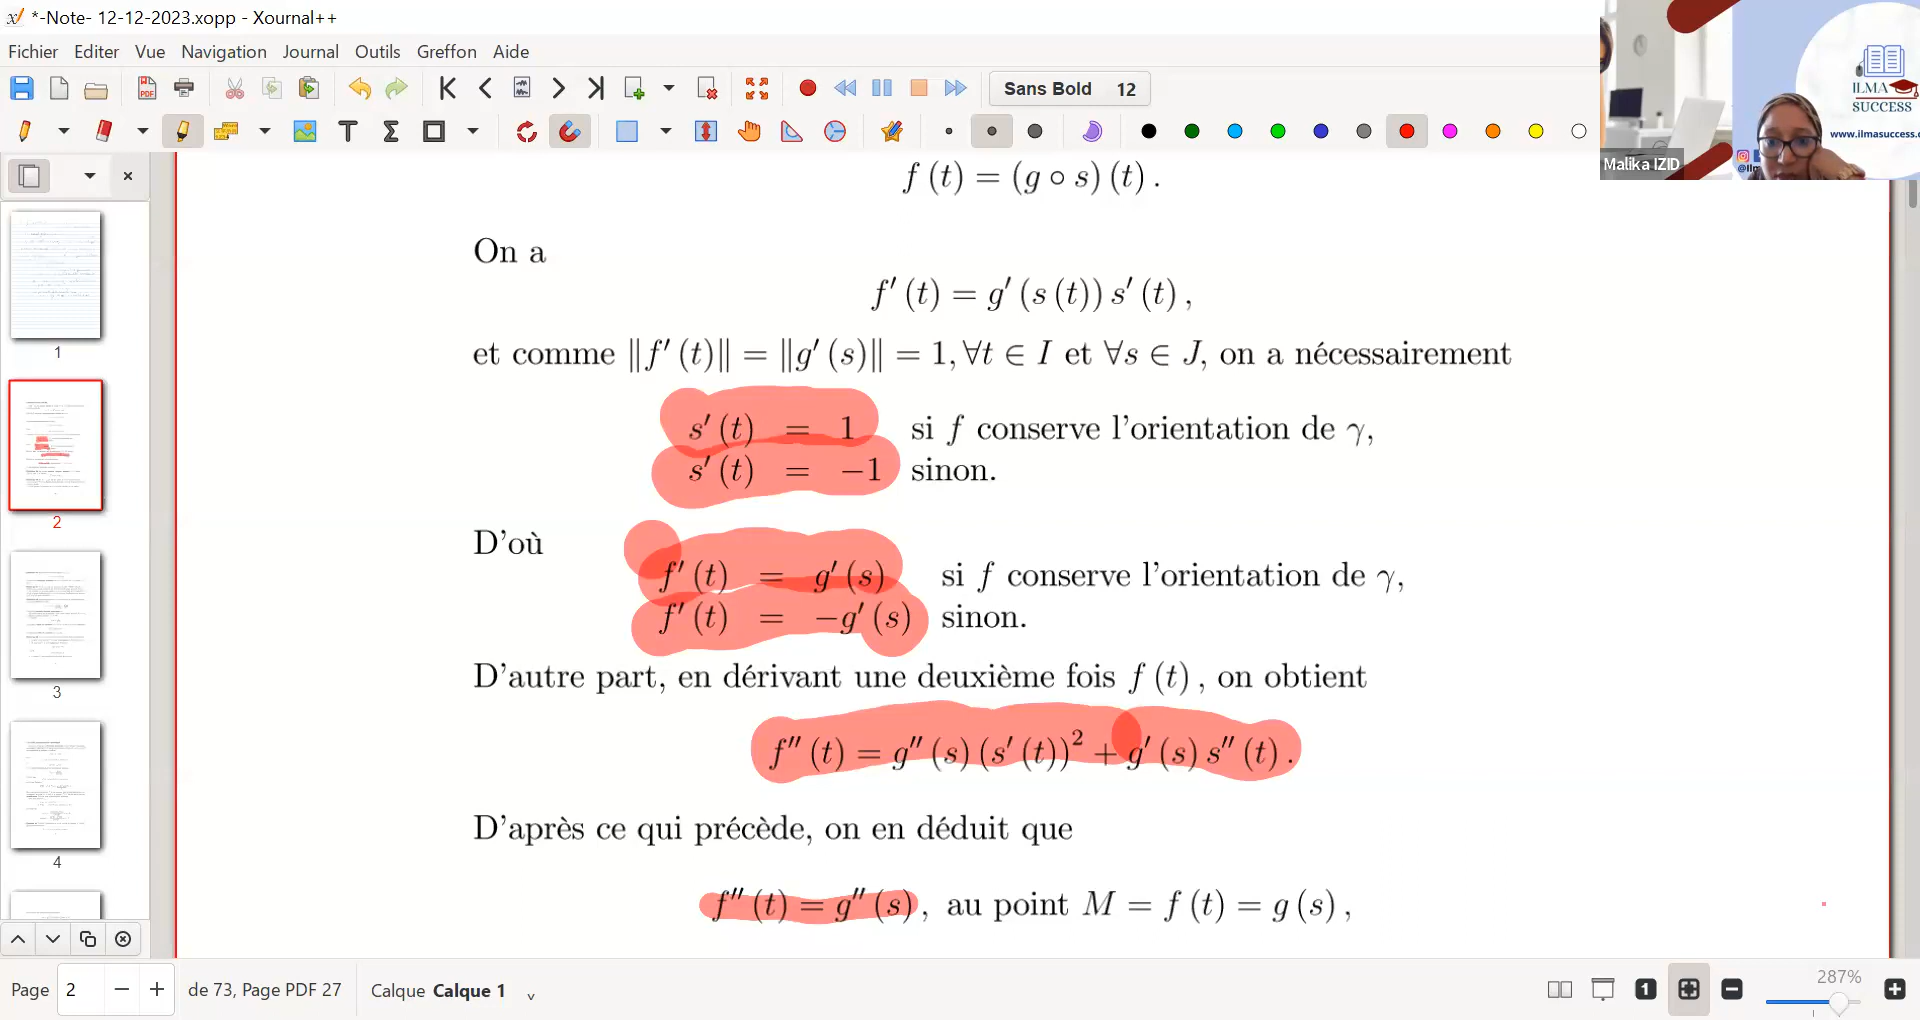 *-Note- 12-12-2023.xopp - Xournal++
Fichier Editer Vue Navigation Journal Outils Greffon Aide
PDF Sans Bold 12
ILMA
SUCCESS
www.ilmasuccess.c
Malika IZID
f (t) = (g ∘ s) (t) .
On a
f′ (t) = g′ (s (t)) s′ (t) ,
et comme ‖f′ (t)‖ = ‖g′ (s)‖ = 1, ∀t ∈ I et ∀s ∈ J, on a nécessairement
s′ (t) = 1 si f conserve l'orientation de γ,
s′ (t) = −1 sinon.
D'où
f′ (t) = g′ (s) si f conserve l'orientation de γ,
f′ (t) = −g′ (s) sinon.
D'autre part, en dérivant une deuxième fois f (t) , on obtient
f″ (t) = g″ (s) (s′ (t))² + g′ (s) s″ (t) .
D'après ce qui précède, on en déduit que
f″ (t) = g″ (s) , au point M = f (t) = g (s) ,
1
2
3
4
Page 2 de 73, Page PDF 27 Calque Calque 1 1 287%